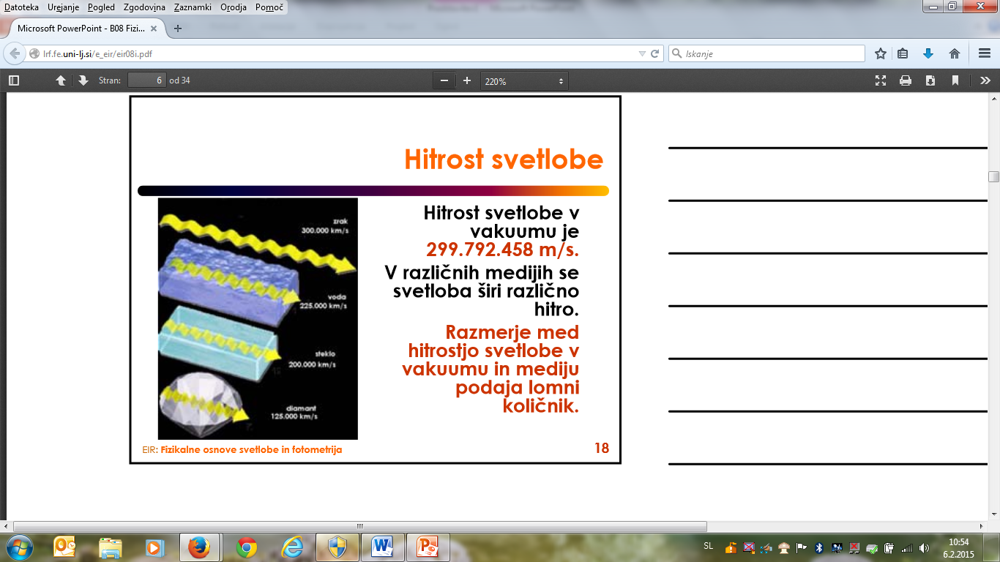 Datoteka Urejanje Pogled Zgodovina Zaznamki Orodja Pomoč
Microsoft PowerPoint - B08 Fizi...
lrf.fe.uni-lj.si/e_eir/eir08i.pdf
Iskanje
Stran: 6 od 34
220%
Hitrost svetlobe
zrak
300.000 km/s
voda
225.000 km/s
steklo
200.000 km/s
diamant
125.000 km/s
Hitrost svetlobe v
vakuumu je
299.792.458 m/s.
V različnih medijih se
svetloba širi različno
hitro.
Razmerje med
hitrostjo svetlobe v
vakuumu in mediju
podaja lomni
količnik.
EIR: Fizikalne osnove svetlobe in fotometrija
18
SL
10:54
6.2.2015